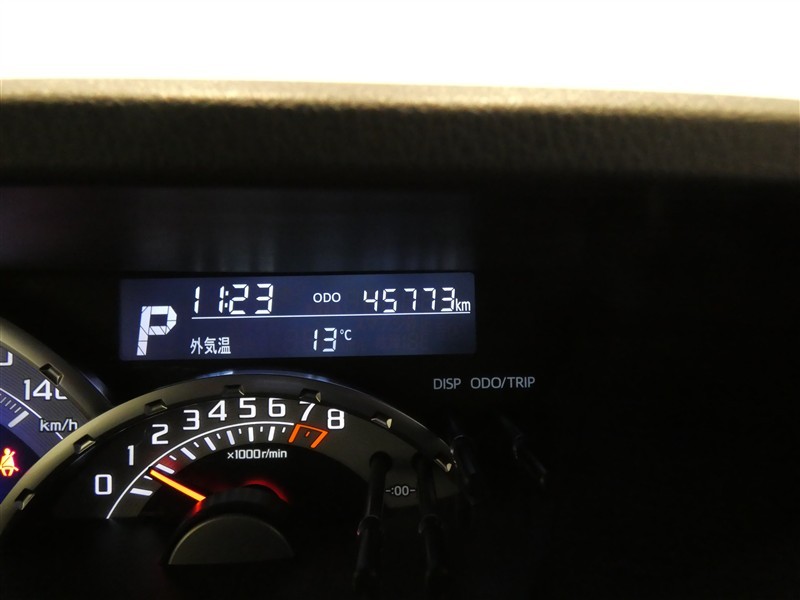 P 11:23 ODO 45773km
外気温 13℃
DISP ODO/TRIP
140
km/h
0 1 2 3 4 5 6 7 8
×1000r/min
-:00-